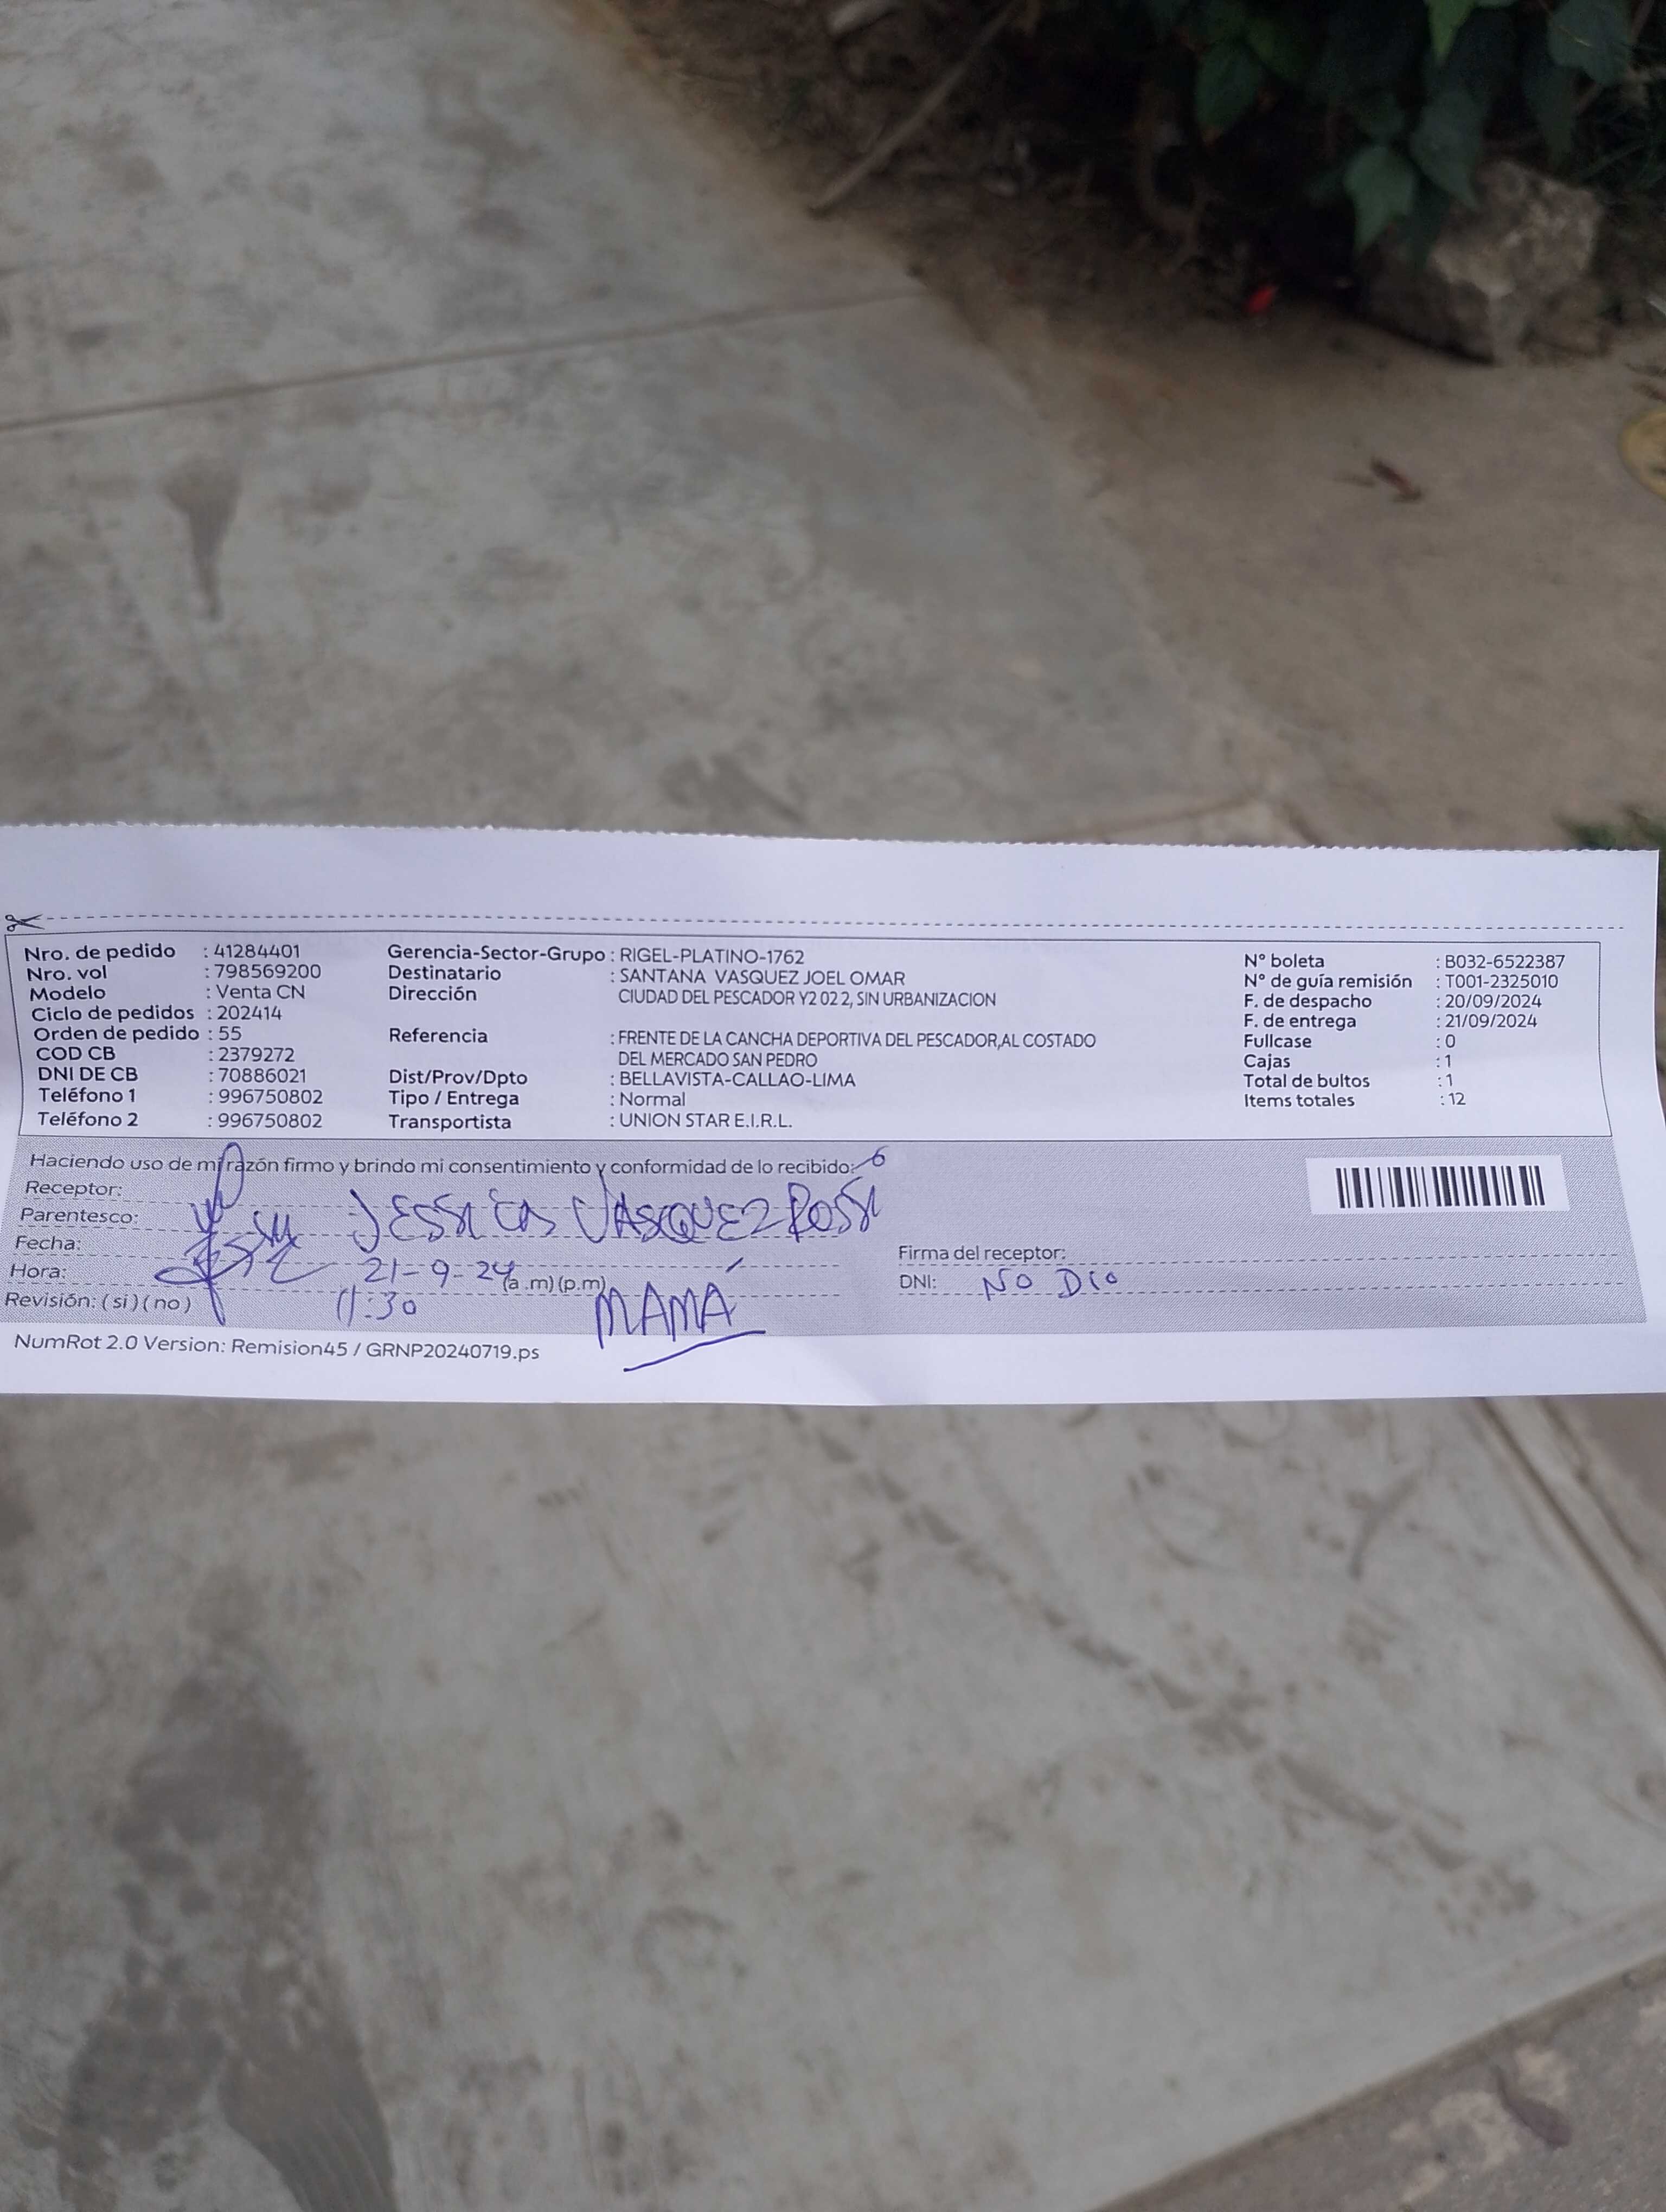 Nro. de pedido : 41284401
Nro. vol : 798569200
Modelo : Venta CN
Ciclo de pedidos : 202414
Orden de pedido : 55
COD CB : 2379272
DNI DE CB : 70886021
Teléfono 1 : 996750802
Teléfono 2 : 996750802
Gerencia-Sector-Grupo : RIGEL-PLATINO-1762
Destinatario : SANTANA VASQUEZ JOEL OMAR
Dirección CIUDAD DEL PESCADOR Y2 02 2, SIN URBANIZACION
Referencia : FRENTE DE LA CANCHA DEPORTIVA DEL PESCADOR,AL COSTADO
DEL MERCADO SAN PEDRO
Dist/Prov/Dpto : BELLAVISTA-CALLAO-LIMA
Tipo / Entrega : Normal
Transportista : UNION STAR E.I.R.L.
N° boleta : B032-6522387
N° de guía remisión : T001-2325010
F. de despacho : 20/09/2024
F. de entrega : 21/09/2024
Fullcase : 0
Cajas : 1
Total de bultos : 1
Items totales : 12
Haciendo uso de mi razón firmo y brindo mi consentimiento y conformidad de lo recibido:
Receptor:
Parentesco: JESSICA VASQUEZ ROSSI
Fecha: 21-9-24
Hora: 11:30 (a .m) (p.m)
MAMÁ
Revisión: ( si ) ( no )
Firma del receptor:
DNI: NO DIO
NumRot 2.0 Version: Remision45 / GRNP20240719.ps